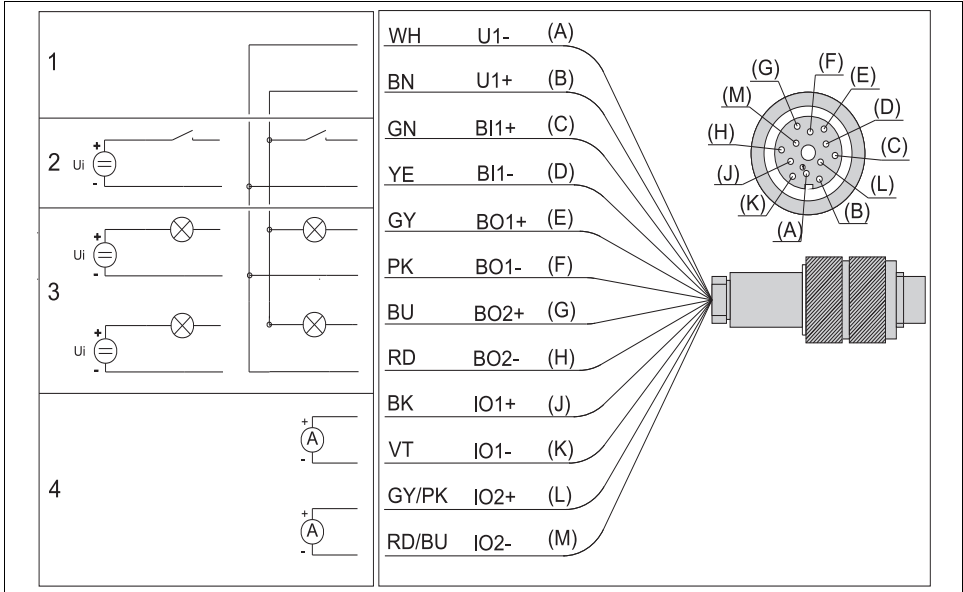 1
2
+
Ui
-
3
+
Ui
-
+
Ui
-
4
+
A
-
+
A
-
WH U1- (A)
BN U1+ (B)
GN BI1+ (C)
YE BI1- (D)
GY BO1+ (E)
PK BO1- (F)
BU BO2+ (G)
RD BO2- (H)
BK IO1+ (J)
VT IO1- (K)
GY/PK IO2+ (L)
RD/BU IO2- (M)
(F)
(G) (E)
(M) (D)
(H) (C)
(J) (L)
(K) (B)
(A)